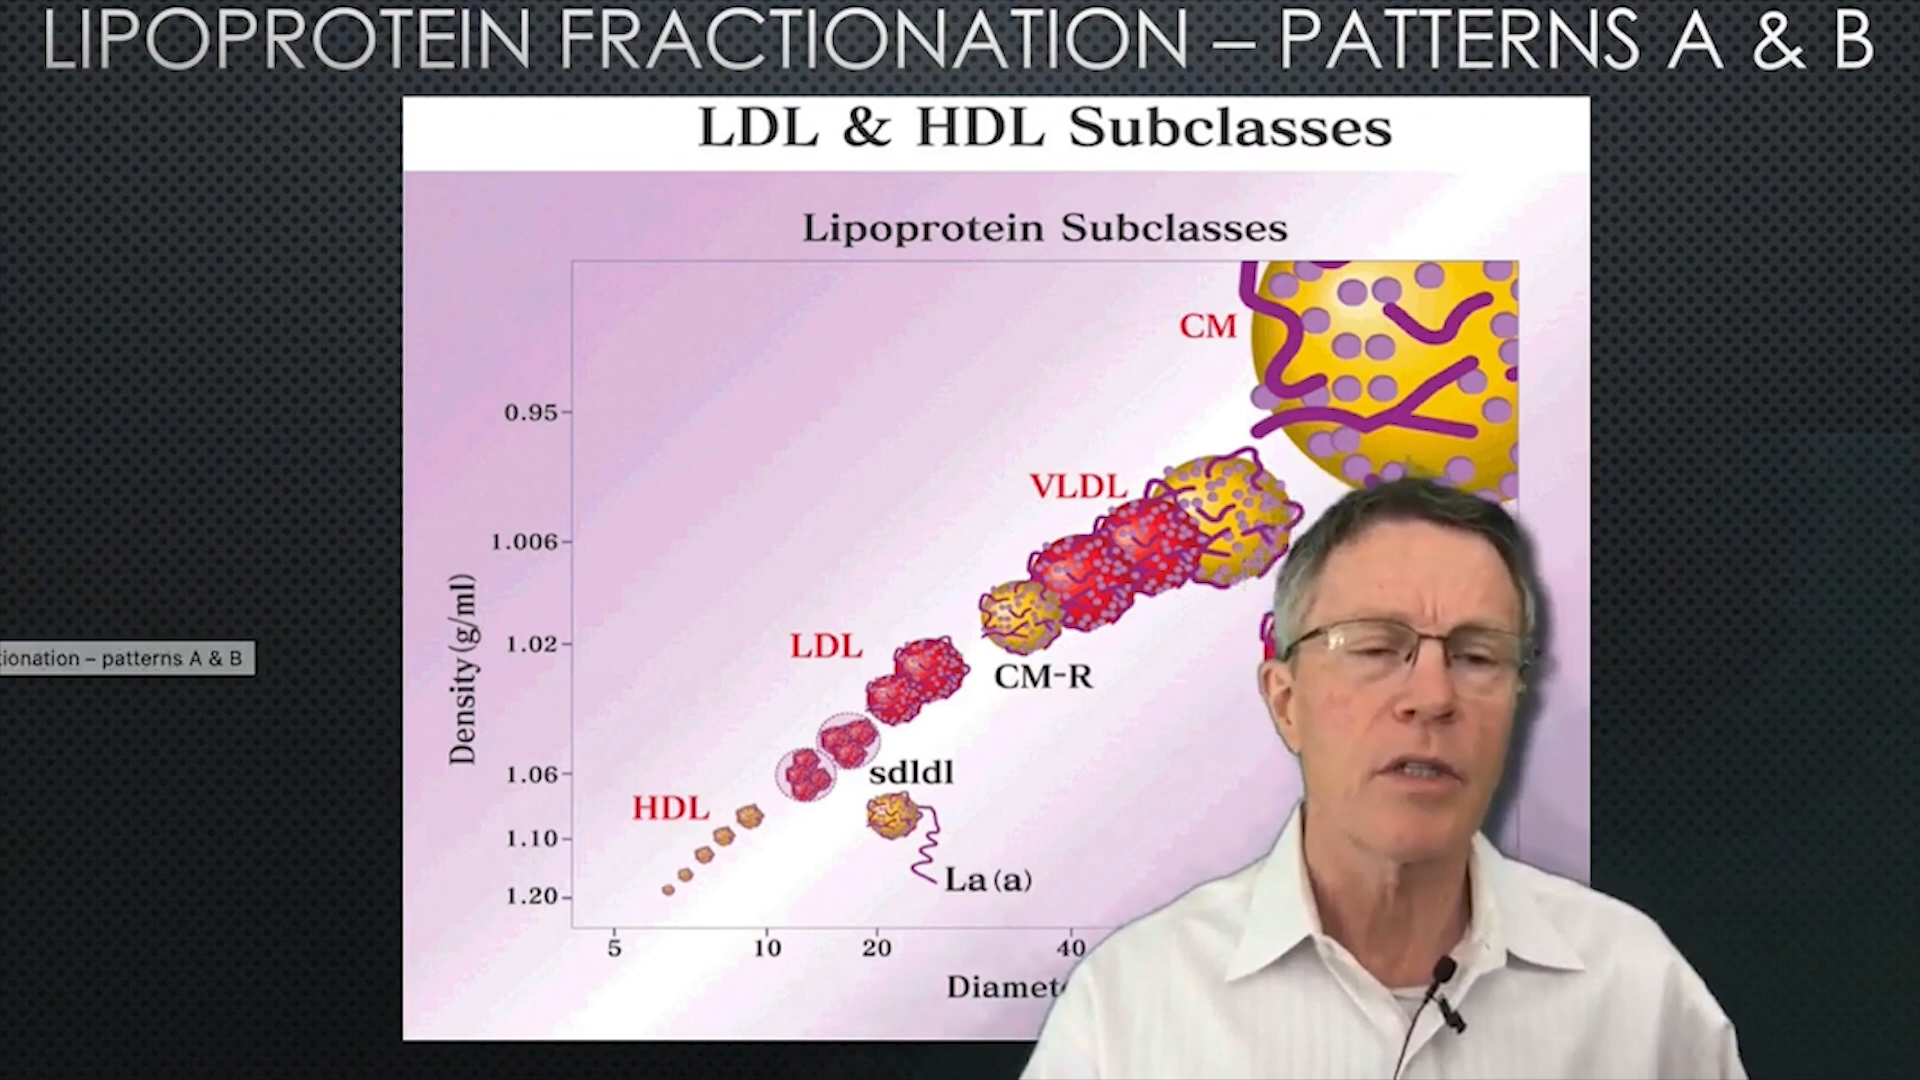 LIPOPROTEIN FRACTIONATION – PATTERNS A & B
LDL & HDL Subclasses
Lipoprotein Subclasses
CM
0.95
VLDL
1.006
Density (g/ml)
1.02
LDL
CM-R
patterns A & B
1.06
sdldl
HDL
1.10
La (a)
1.20
5 10 20 40